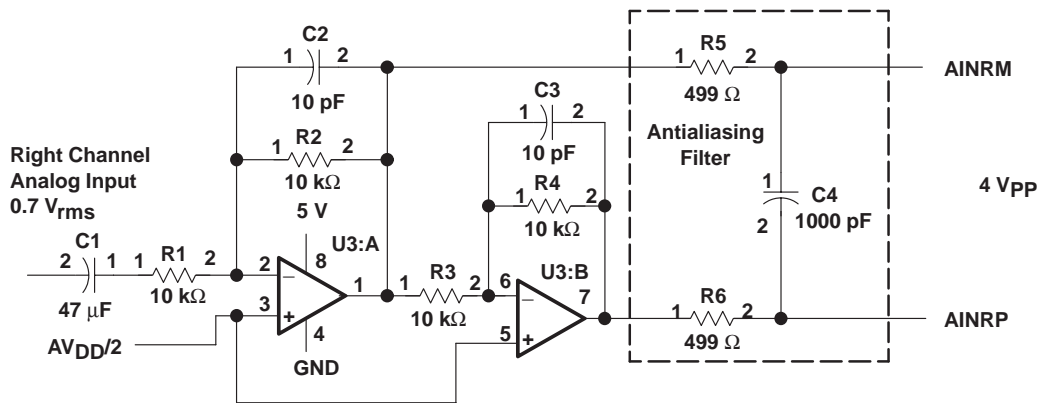 C2
1 2
10 pF
R2
1 2
10 kΩ
Right Channel
Analog Input
0.7 Vrms
C1
2 1
47 μF
R1
1 2
10 kΩ
AVDD/2
5 V
U3:A
8
2
−
3
+
1
4
GND
C3
1 2
10 pF
R4
1 2
10 kΩ
R3
1 2
10 kΩ
U3:B
6
−
5
+
7
R5
1 2
499 Ω
Antialiasing
Filter
1
C4
2
1000 pF
R6
1 2
499 Ω
AINRM
4 VPP
AINRP